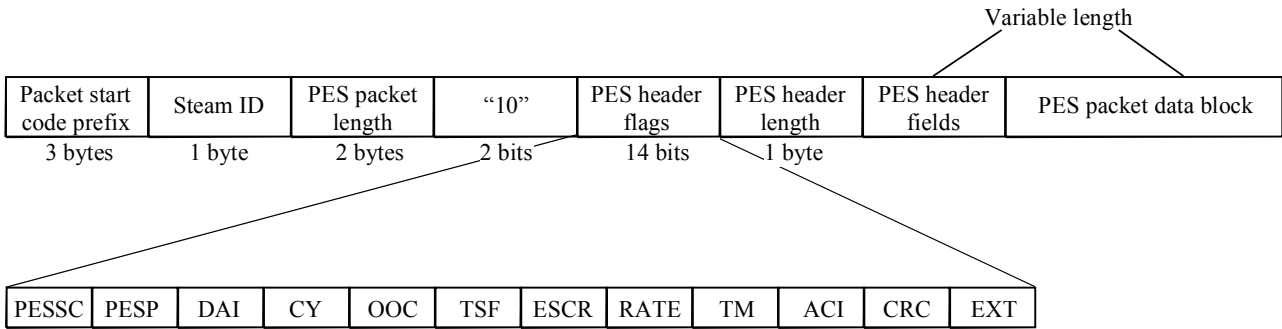 Variable length
Packet start
code prefix
Steam ID
PES packet
length
“10”
PES header
flags
PES header
length
PES header
fields
PES packet data block
3 bytes
1 byte
2 bytes
2 bits
14 bits
1 byte
PESSC PESP DAI CY OOC TSF ESCR RATE TM ACI CRC EXT